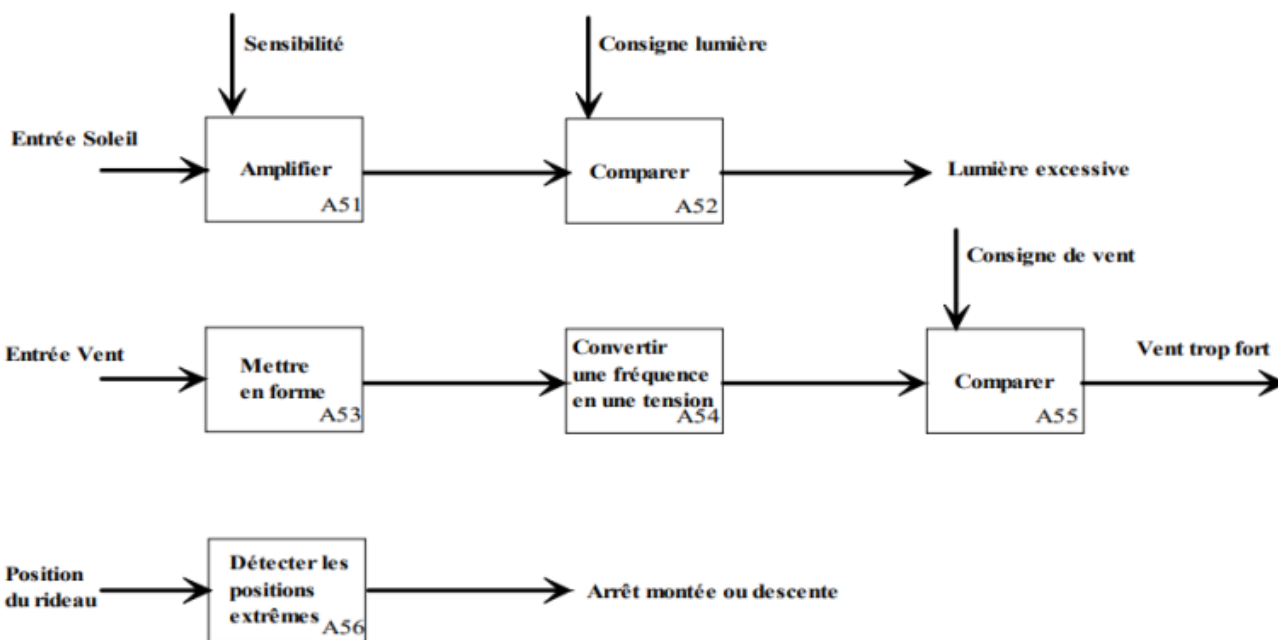 Sensibilité
Consigne lumière
Entrée Soleil
Amplifier
A51
Comparer
A52
Lumière excessive
Consigne de vent
Entrée Vent
Mettre
en forme
A53
Convertir
une fréquence
en une tension
A54
Comparer
A55
Vent trop fort
Position
du rideau
Détecter les
positions
extrêmes
A56
Arrêt montée ou descente